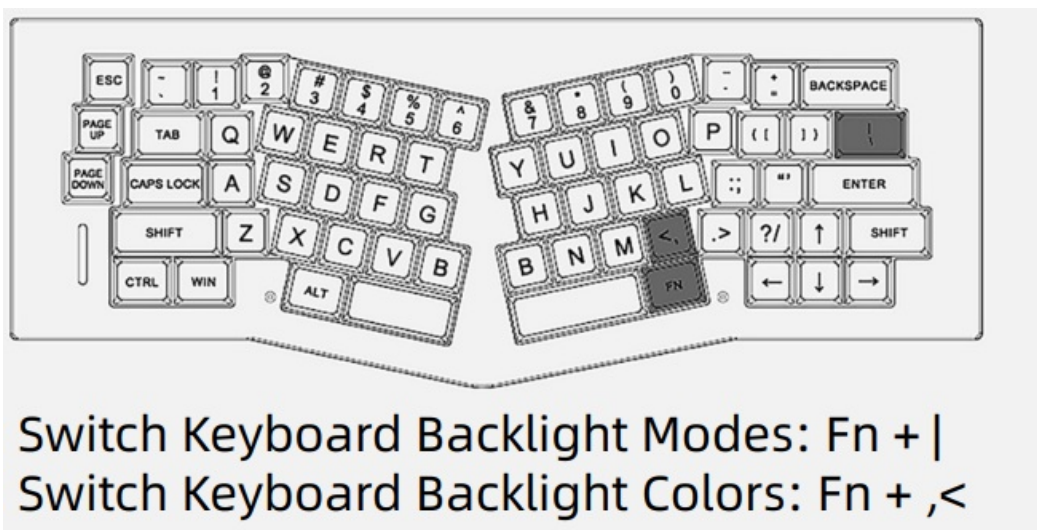 ESC ~ ` ! 1 @ 2 # 3 $ 4 % 5 ^ 6 & 7 * 8 ( 9 ) 0 - - + = BACKSPACE
PAGE UP TAB Q W E R T Y U I O P { [ ] } | \
PAGE DOWN CAPS LOCK A S D F G H J K L : ; “ ’ ENTER
SHIFT Z X C V B B N M < , . > ? / ↑ SHIFT
CTRL WIN ALT FN ← ↓ →
Switch Keyboard Backlight Modes: Fn + |
Switch Keyboard Backlight Colors: Fn + ,<